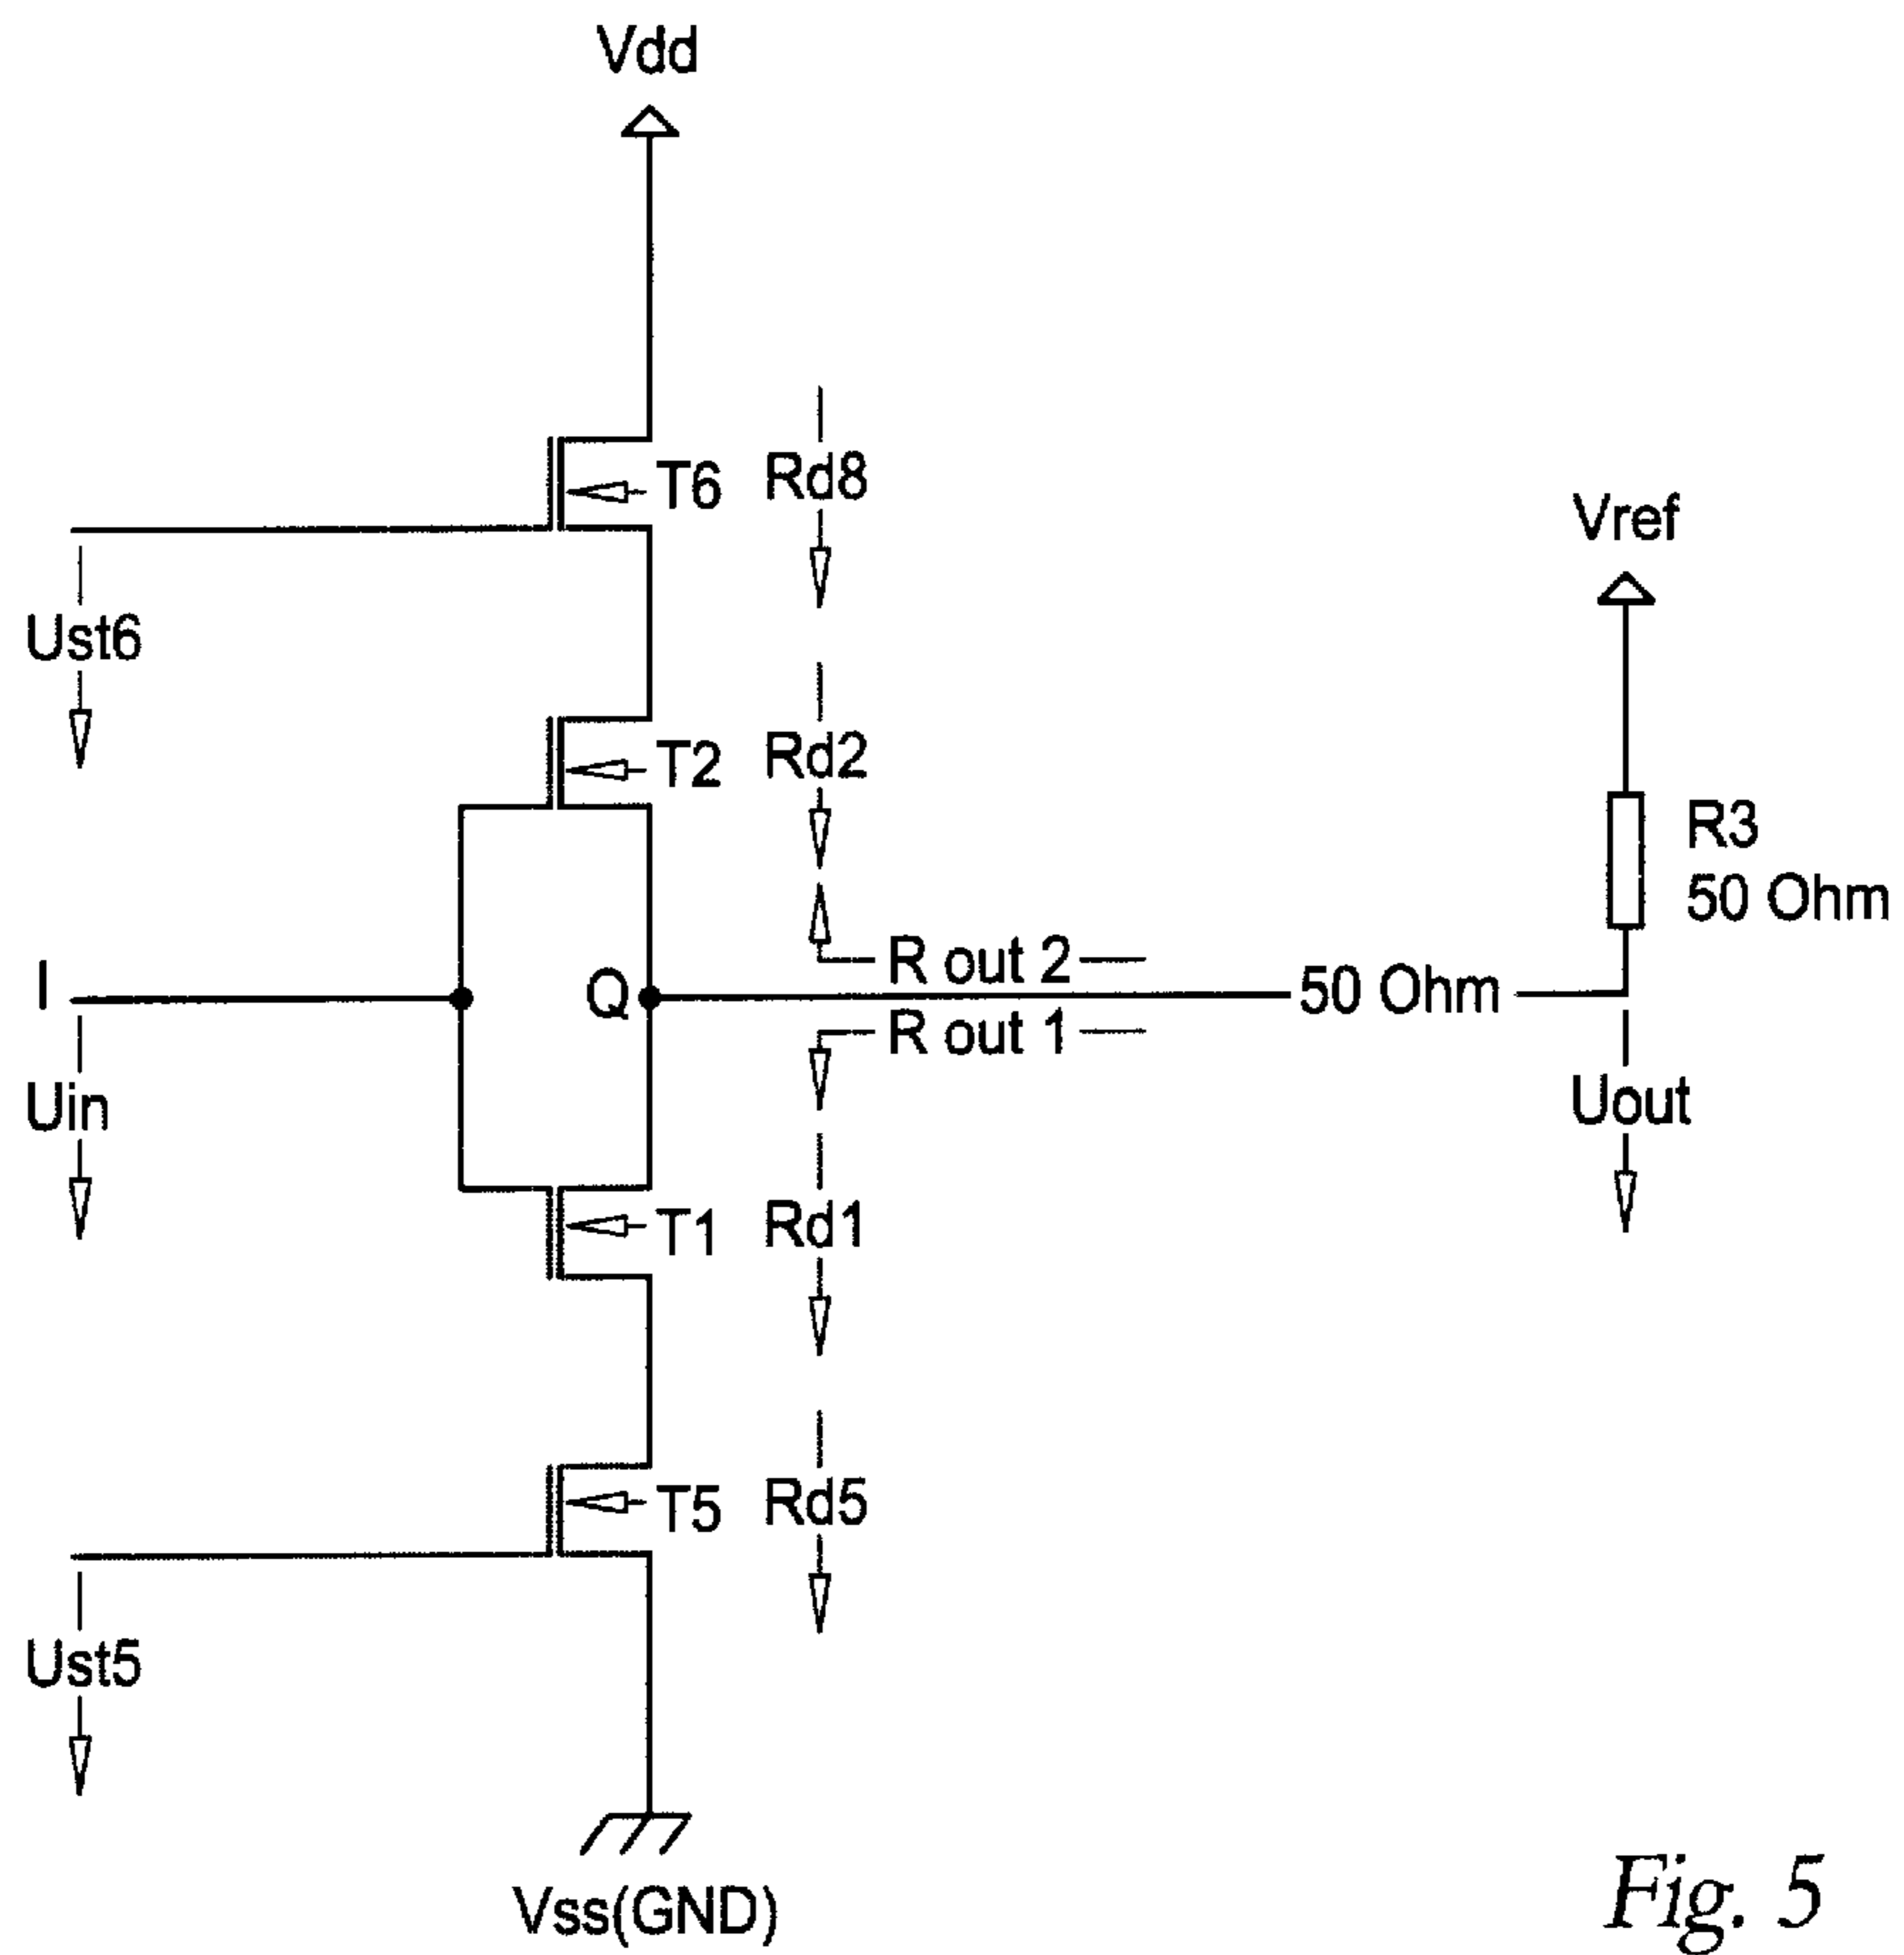 Vdd
T6
Rd8
Vref
Ust6
T2
Rd2
R3
50 Ohm
I
Q
R out 2
50 Ohm
R out 1
Uin
Uout
T1
Rd1
T5
Rd5
Ust5
Vss(GND)
Fig. 5